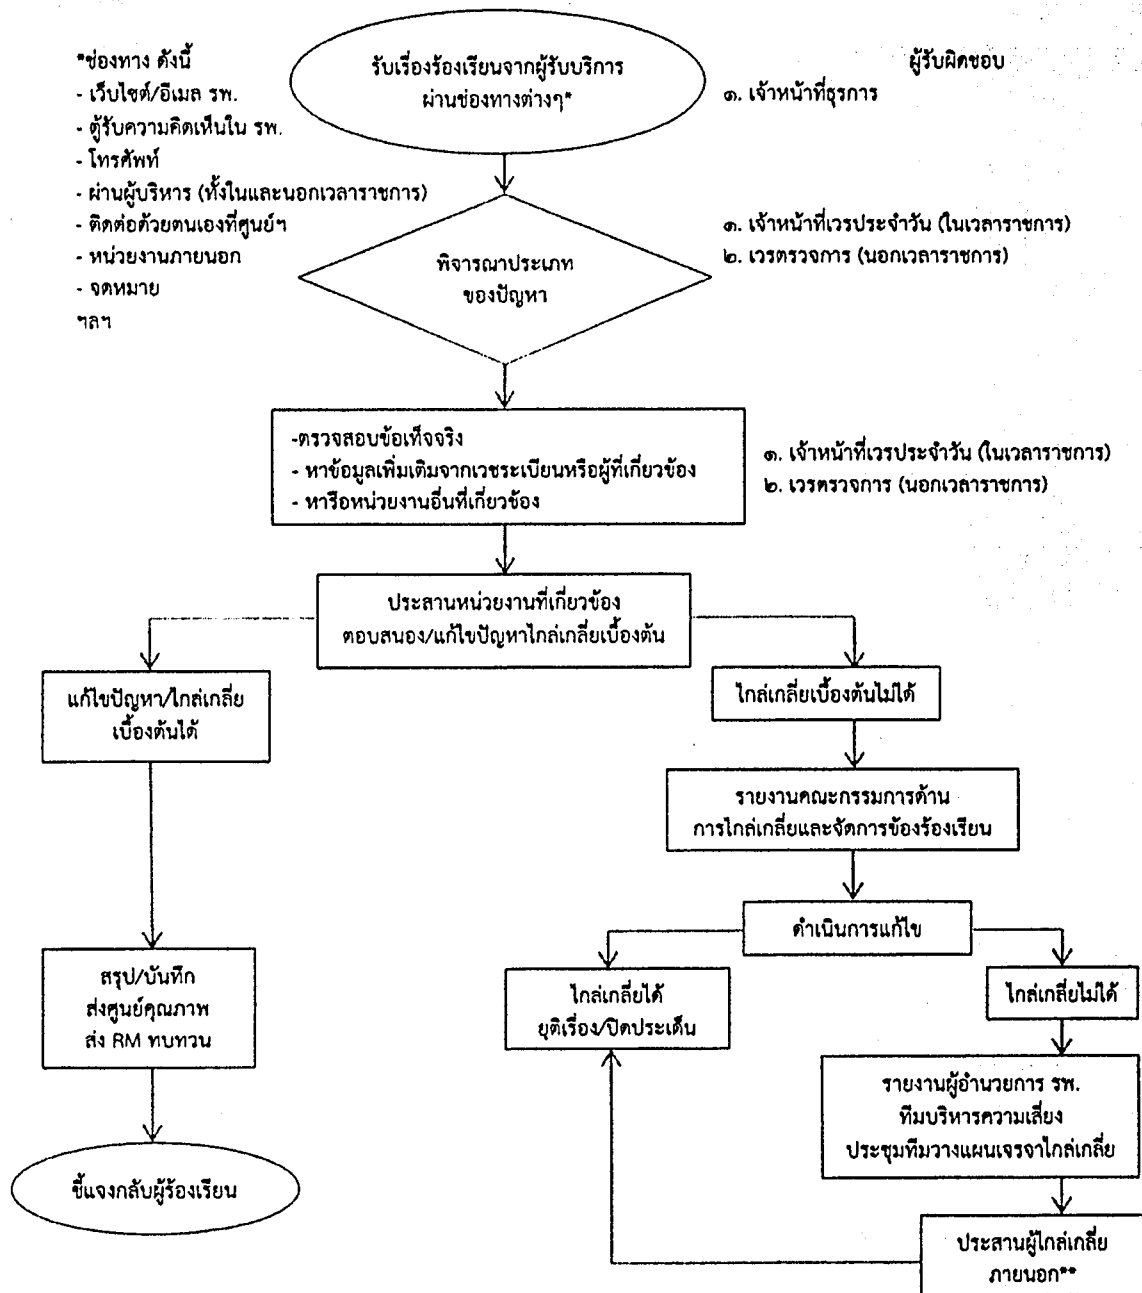 *ช่องทาง ดังนี้
- เว็บไซต์/อีเมล รพ.
- ตู้รับความคิดเห็นใน รพ.
- โทรศัพท์
- ผ่านผู้บริหาร (ทั้งในและนอกเวลาราชการ)
- ติดต่อด้วยตนเองที่ศูนย์ฯ
- หน่วยงานภายนอก
- จดหมาย
ฯลฯ
รับเรื่องร้องเรียนจากผู้รับบริการ
ผ่านช่องทางต่างๆ*
ผู้รับผิดชอบ
๑. เจ้าหน้าที่ธุรการ
พิจารณาประเภท
ของปัญหา
๑. เจ้าหน้าที่เวรประจำวัน (ในเวลาราชการ)
๒. เวรตรวจการ (นอกเวลาราชการ)
-ตรวจสอบข้อเท็จจริง
- หาข้อมูลเพิ่มเติมจากเวชระเบียนหรือผู้ที่เกี่ยวข้อง
- หารือหน่วยงานอื่นที่เกี่ยวข้อง
๑. เจ้าหน้าที่เวรประจำวัน (ในเวลาราชการ)
๒. เวรตรวจการ (นอกเวลาราชการ)
ประสานหน่วยงานที่เกี่ยวข้อง
ตอบสนอง/แก้ไขปัญหาไกล่เกลี่ยเบื้องต้น
แก้ไขปัญหา/ไกล่เกลี่ย
เบื้องต้นได้
ไกล่เกลี่ยเบื้องต้นไม่ได้
รายงานคณะกรรมการด้าน
การไกล่เกลี่ยและจัดการข้องร้องเรียน
ดำเนินการแก้ไข
สรุป/บันทึก
ส่งศูนย์คุณภาพ
ส่ง RM ทบทวน
ไกล่เกลี่ยได้
ยุติเรื่อง/ปิดประเด็น
ไกล่เกลี่ยไม่ได้
รายงานผู้อำนวยการ รพ.
ทีมบริหารความเสี่ยง
ประชุมทีมวางแผนเจรจาไกล่เกลี่ย
ชี้แจงกลับผู้ร้องเรียน
ประสานผู้ไกล่เกลี่ย
ภายนอก**